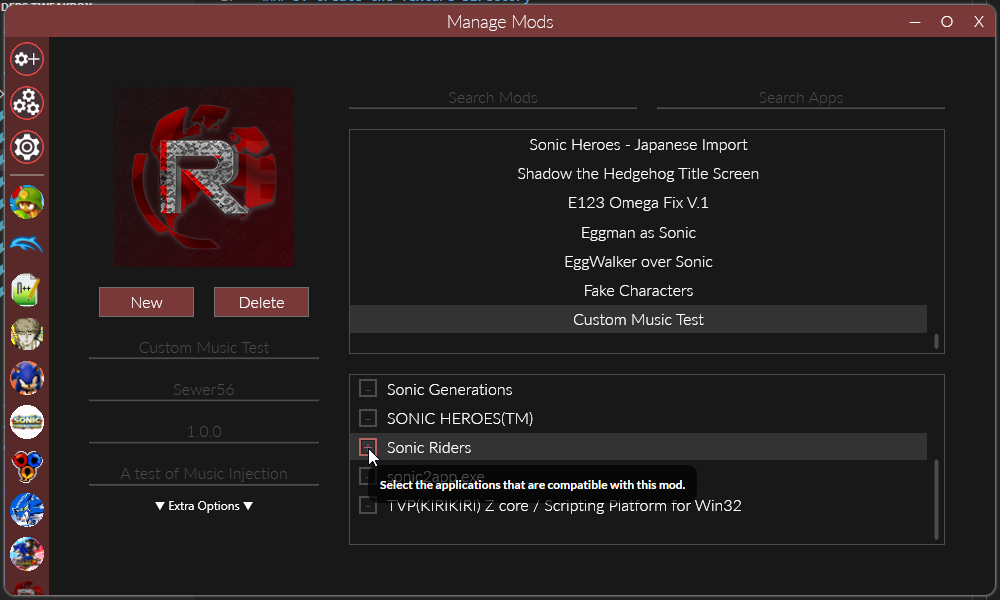 Manage Mods
Search Mods
Search Apps
Sonic Heroes - Japanese Import
Shadow the Hedgehog Title Screen
E123 Omega Fix V.1
Eggman as Sonic
EggWalker over Sonic
Fake Characters
Custom Music Test
R
New
Delete
Custom Music Test
Sewer56
1.0.0
A test of Music Injection
▼ Extra Options ▼
Sonic Generations
SONIC HEROES(TM)
Sonic Riders
sonic2app.exe
Select the applications that are compatible with this mod.
TVP(KIRIKIRI) Z core / Scripting Platform for Win32